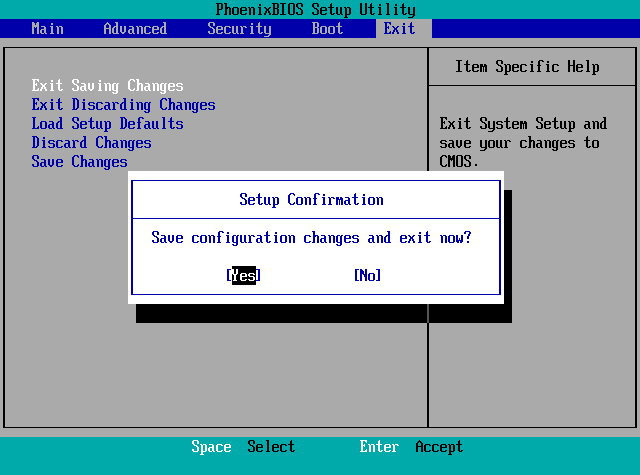 PhoenixBIOS Setup Utility
Main Advanced Security Boot Exit
Exit Saving Changes
Exit Discarding Changes
Load Setup Defaults
Discard Changes
Save Changes
Item Specific Help
Exit System Setup and
save your changes to
CMOS.
Setup Confirmation
Save configuration changes and exit now?
[Yes] [No]
Space Select Enter Accept